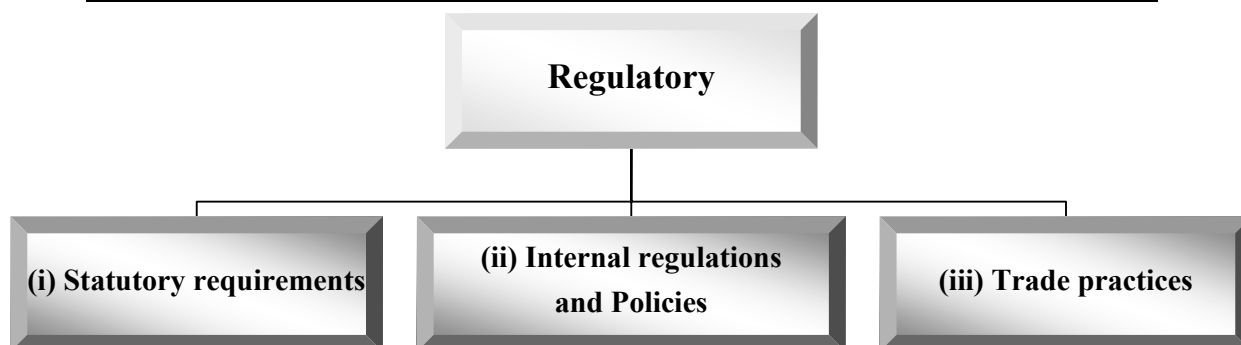 Regulatory
(i) Statutory requirements
(ii) Internal regulations
and Policies
(iii) Trade practices